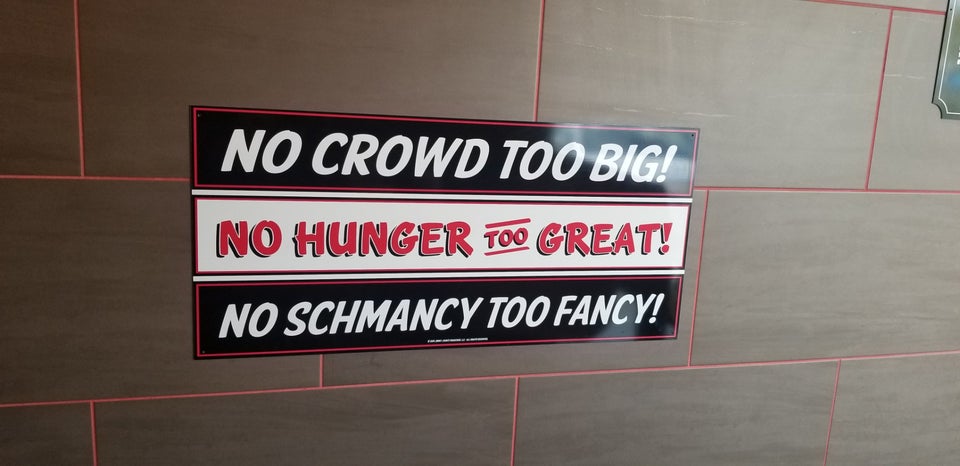 NO CROWD TOO BIG!
NO HUNGER TOO GREAT!
NO SCHMANCY TOO FANCY!